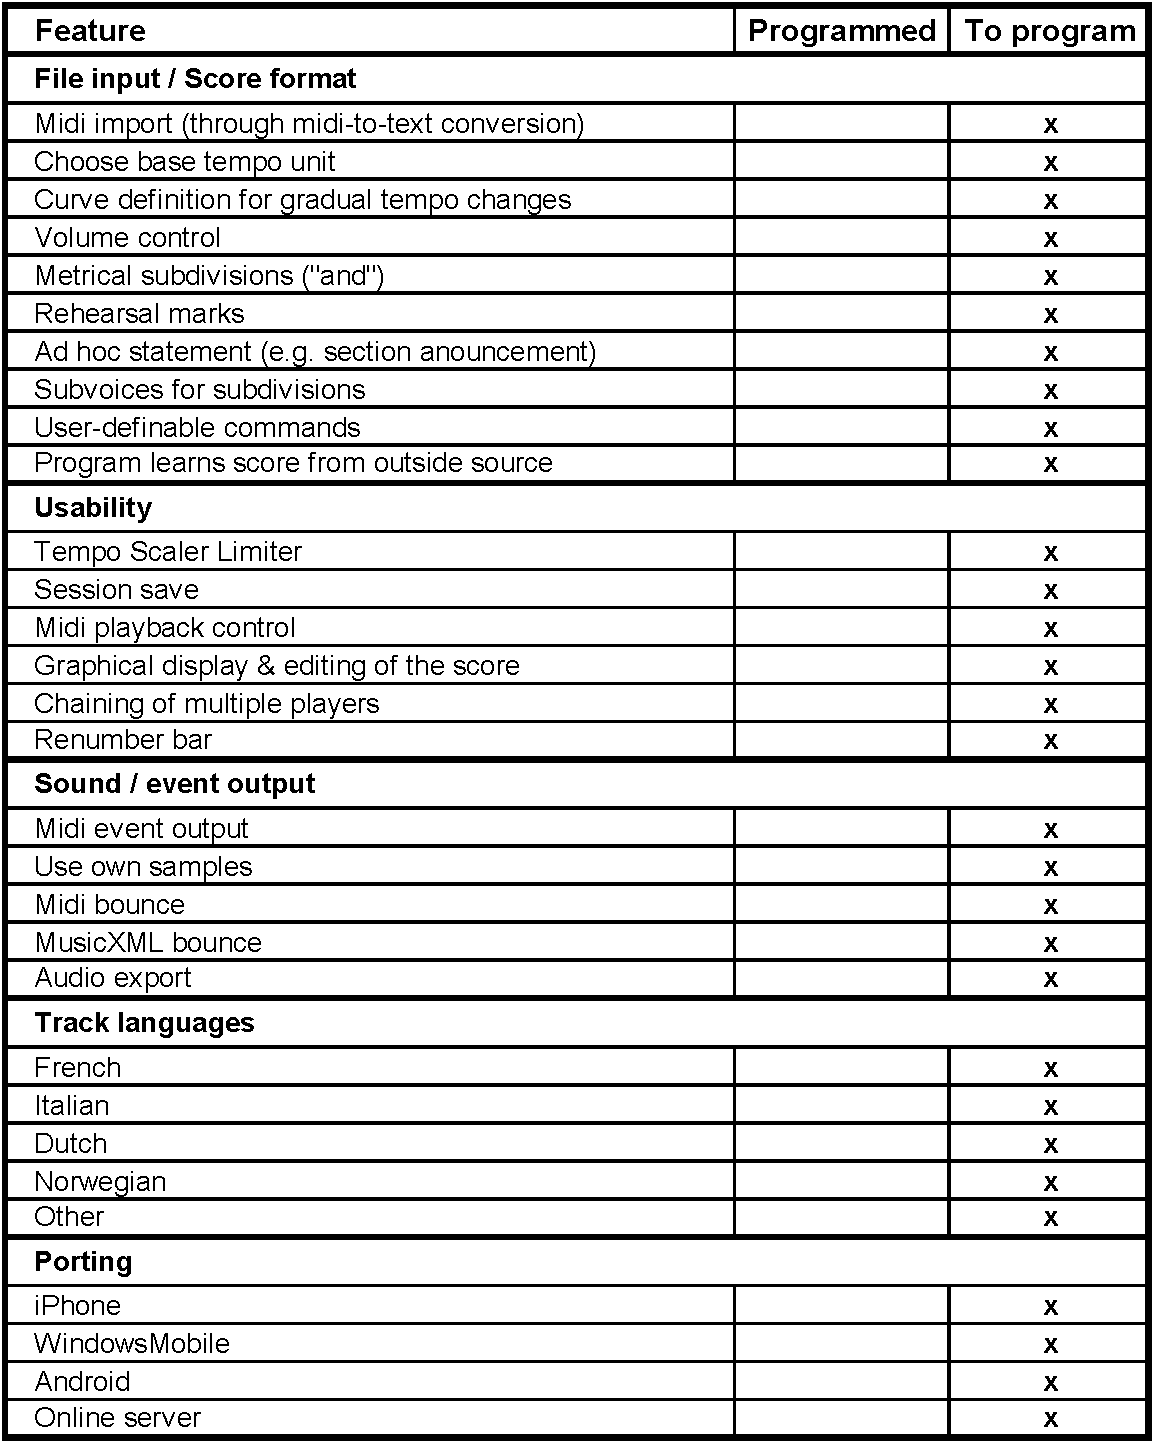 Feature Programmed To program
File input / Score format
Midi import (through midi-to-text conversion) x
Choose base tempo unit x
Curve definition for gradual tempo changes x
Volume control x
Metrical subdivisions ("and") x
Rehearsal marks x
Ad hoc statement (e.g. section anouncement) x
Subvoices for subdivisions x
User-definable commands x
Program learns score from outside source x
Usability
Tempo Scaler Limiter x
Session save x
Midi playback control x
Graphical display & editing of the score x
Chaining of multiple players x
Renumber bar x
Sound / event output
Midi event output x
Use own samples x
Midi bounce x
MusicXML bounce x
Audio export x
Track languages
French x
Italian x
Dutch x
Norwegian x
Other x
Porting
iPhone x
WindowsMobile x
Android x
Online server x